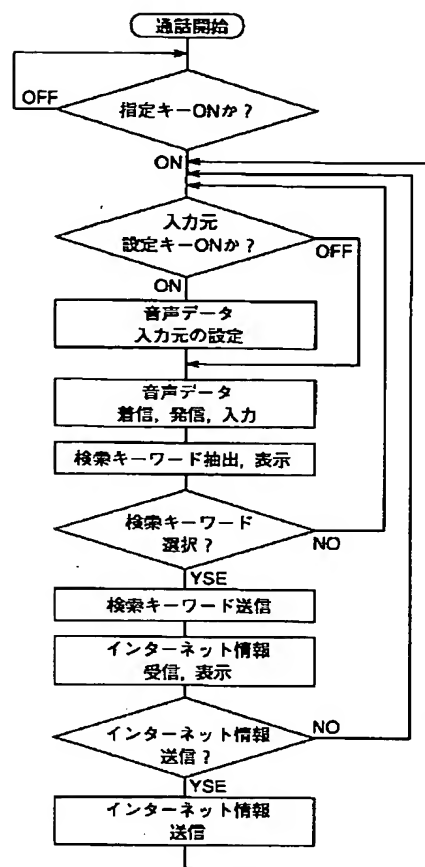 通話開始
OFF
指定キーONか?
ON
入力元
設定キーONか?
OFF
ON
音声データ
入力元の設定
音声データ
着信,発信,入力
検索キーワード抽出,表示
検索キーワード
選択?
NO
YSE
検索キーワード送信
インターネット情報
受信,表示
インターネット情報
送信?
NO
YSE
インターネット情報
送信